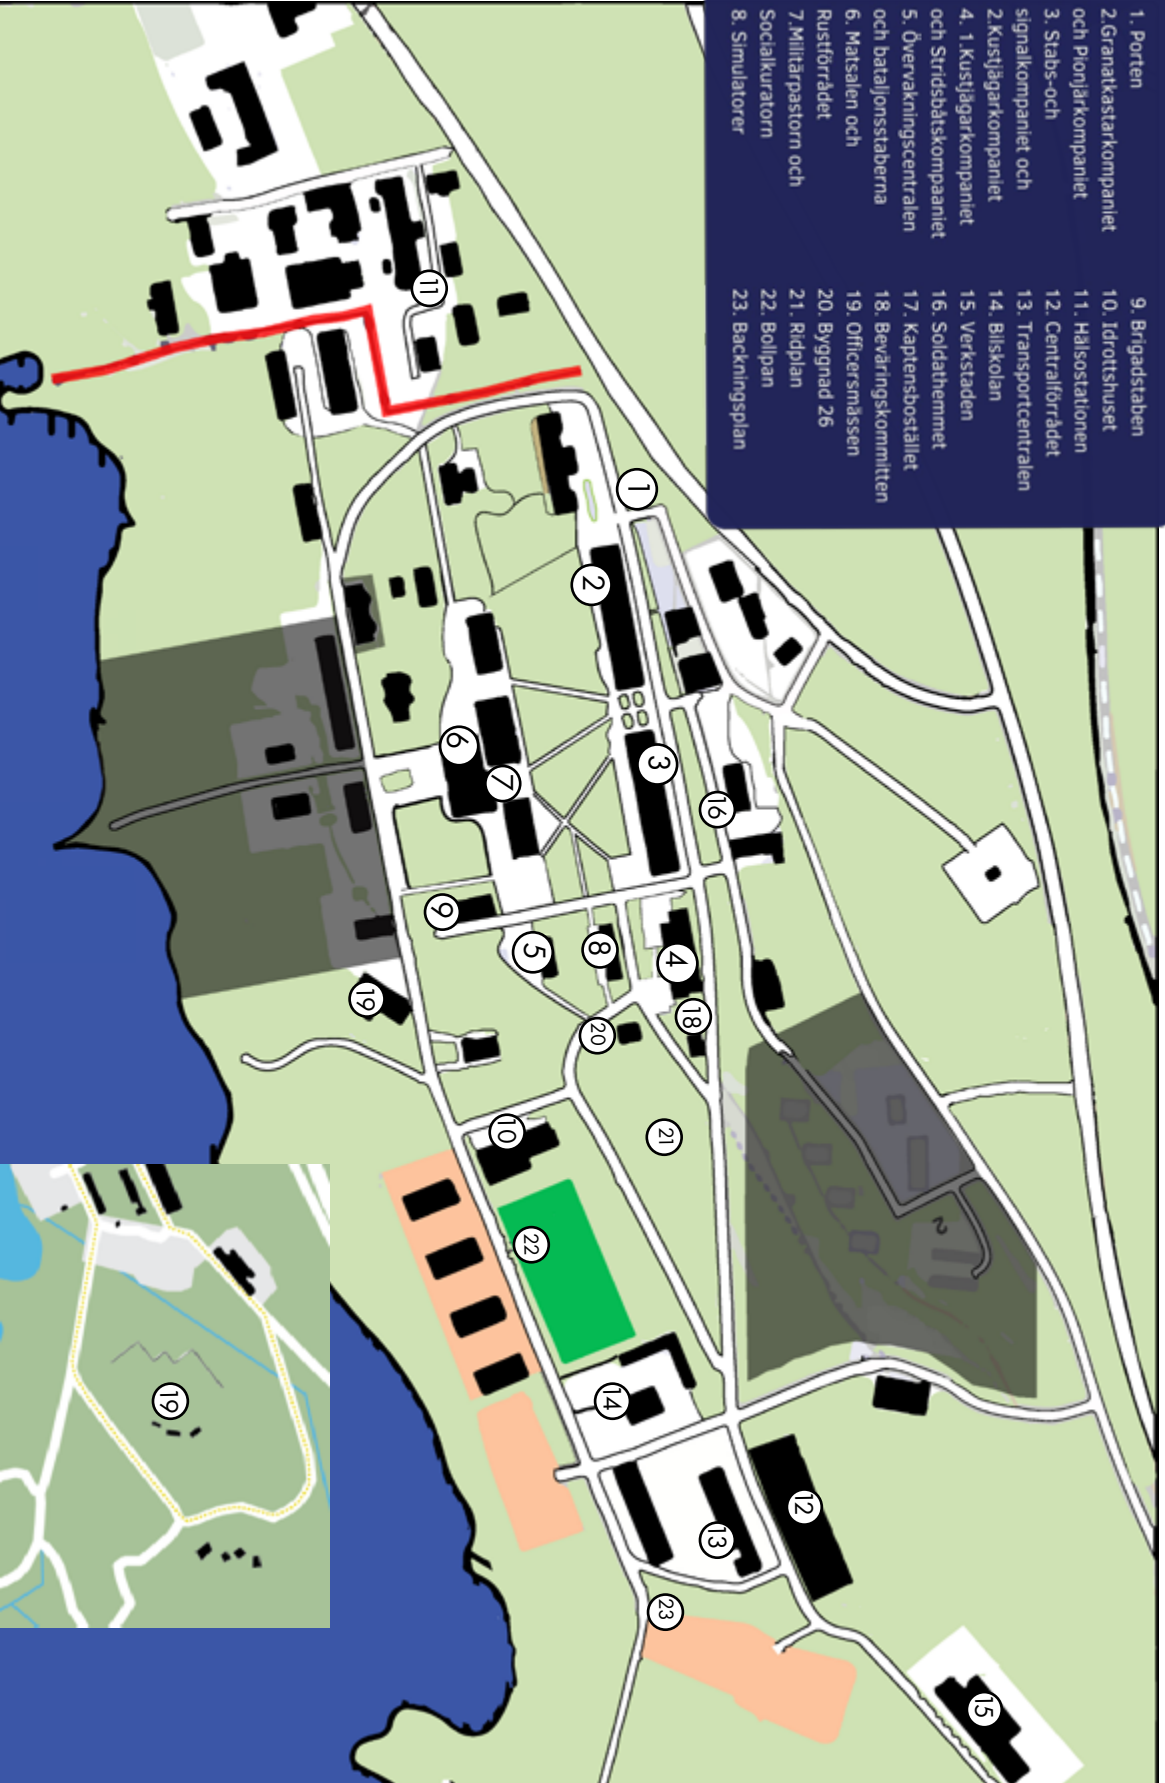 1. Porten
2.Granatkastarkompaniet
och Pionjärkompaniet
3. Stabs-och
signalkompaniet och
2.Kustjägarkompaniet
4. 1.Kustjägarkompaniet
och Stridsbåtskompaaniet
5. Övervakningscentralen
och bataljonsstaberna
6. Matsalen och
Rustförrådet
7.Militärpastorn och
Socialkuratorn
8. Simulatorer
9. Brigadstaben
10. Idrottshuset
11. Hälsostationen
12. Centralförrådet
13. Transportcentralen
14. Bilskolan
15. Verkstaden
16. Soldathemmet
17. Kaptensbostället
18. Beväringskommitten
19. Officersmässen
20. Byggnad 26
21. Ridplan
22. Bollplan
23. Backningsplan
15
12
16
13
18
4
23
21
3
1
14
8
20
2
5
22
10
7
6
9
11
19
19